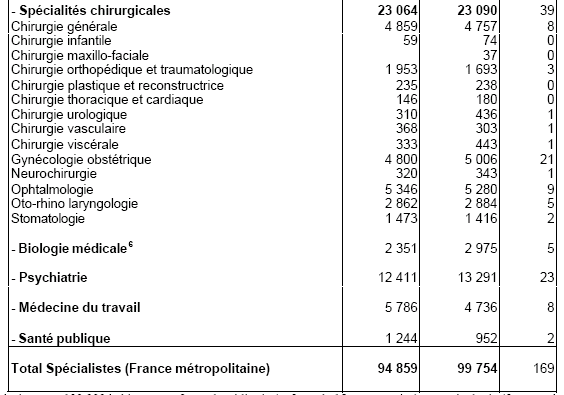 - Spécialités chirurgicales 23 064 23 090 39
Chirurgie générale 4 859 4 757 8
Chirurgie infantile 59 74 0
Chirurgie maxillo-faciale 37 0
Chirurgie orthopédique et traumatologique 1 953 1 693 3
Chirurgie plastique et reconstructrice 235 238 0
Chirurgie thoracique et cardiaque 146 180 0
Chirurgie urologique 310 436 1
Chirurgie vasculaire 368 303 1
Chirurgie viscérale 333 443 1
Gynécologie obstétrique 4 800 5 006 21
Neurochirurgie 320 343 1
Ophtalmologie 5 346 5 280 9
Oto-rhino laryngologie 2 862 2 884 5
Stomatologie 1 473 1 416 2
- Biologie médicale⁶ 2 351 2 975 5
- Psychiatrie 12 411 13 291 23
- Médecine du travail 5 786 4 736 8
- Santé publique 1 244 952 2
Total Spécialistes (France métropolitaine) 94 859 99 754 169